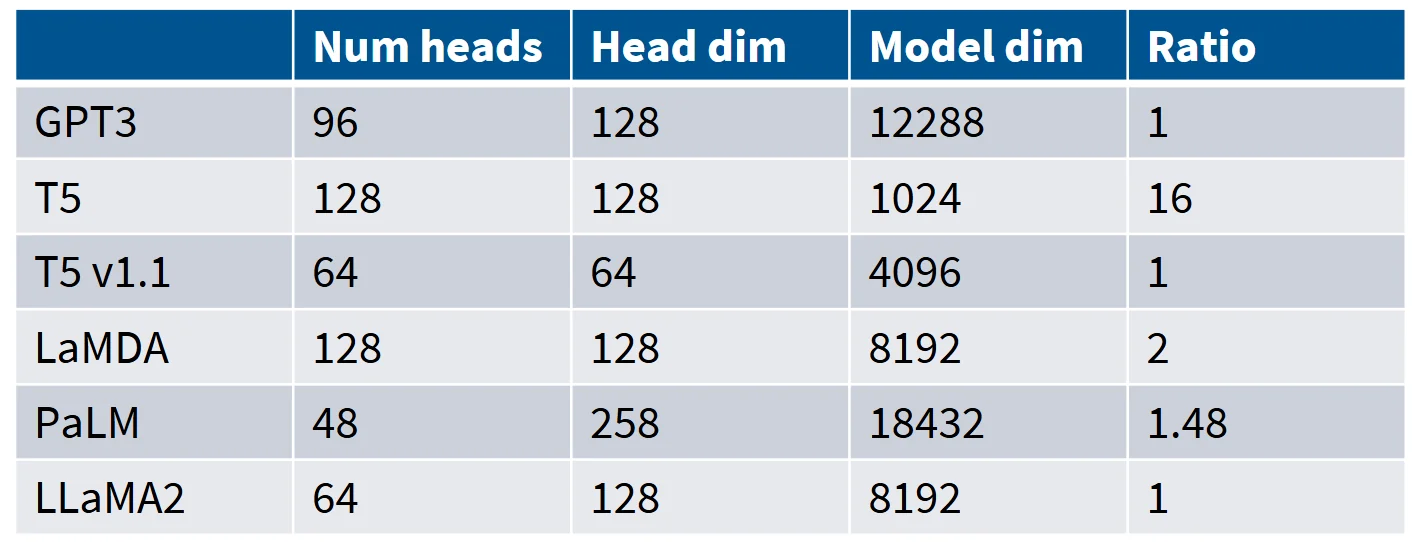 Num heads Head dim Model dim Ratio
GPT3 96 128 12288 1
T5 128 128 1024 16
T5 v1.1 64 64 4096 1
LaMDA 128 128 8192 2
PaLM 48 258 18432 1.48
LLaMA2 64 128 8192 1